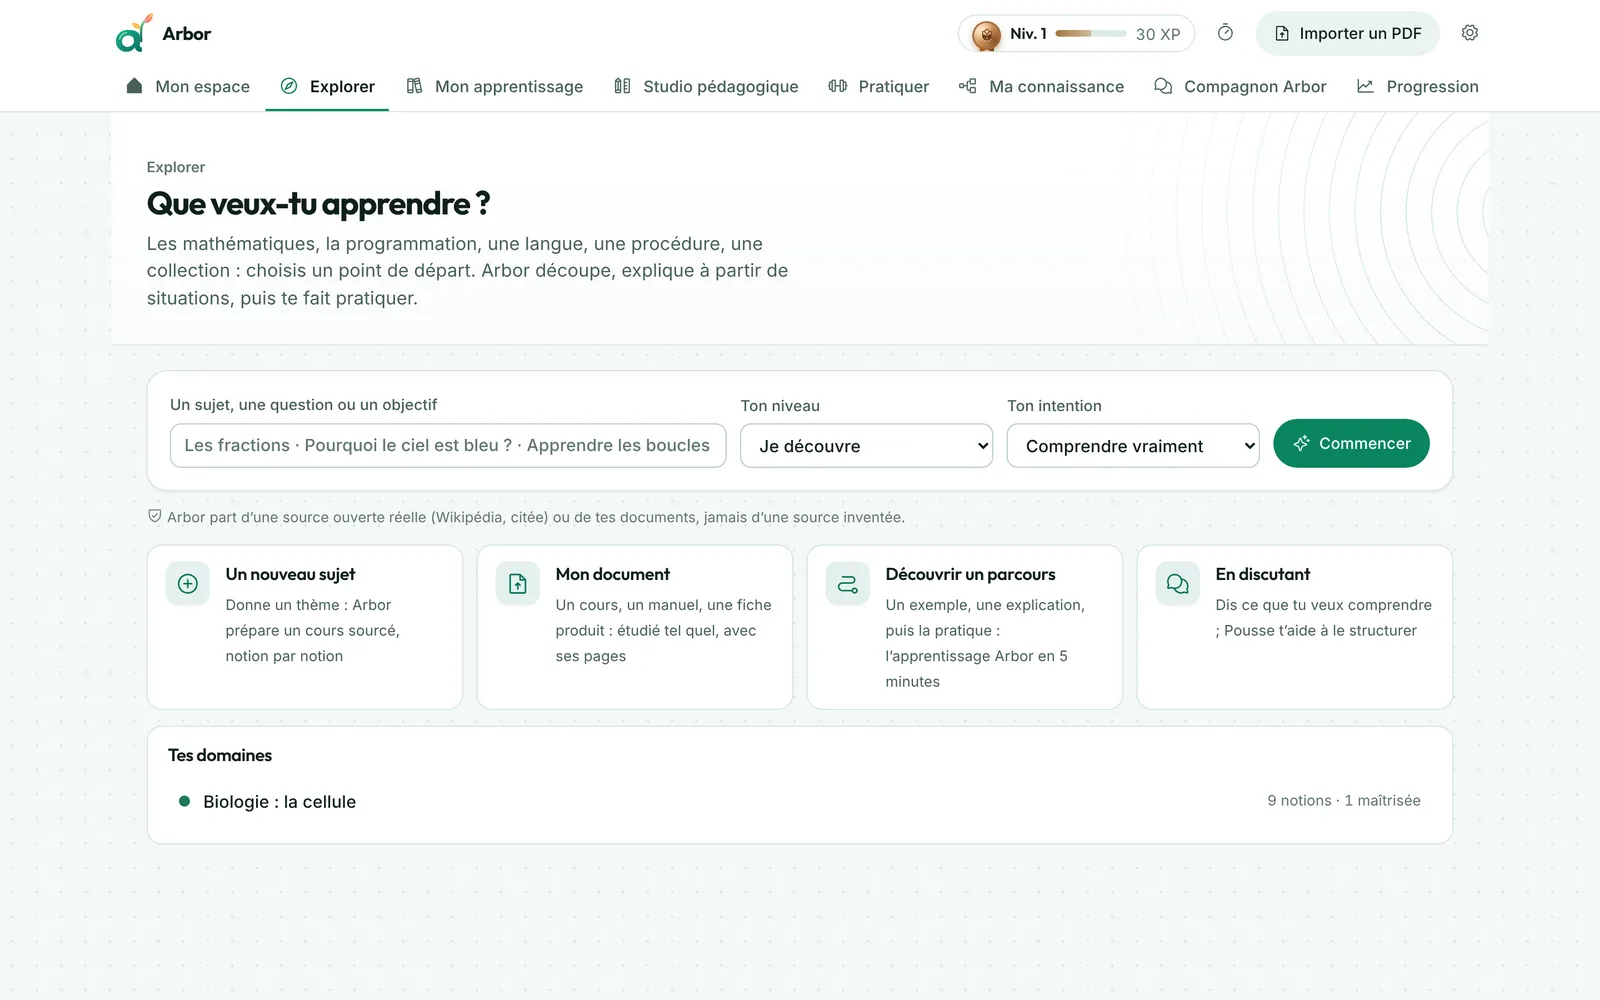 Arbor
Niv. 1
30 XP
Importer un PDF
Mon espace
Explorer
Mon apprentissage
Studio pédagogique
Pratiquer
Ma connaissance
Compagnon Arbor
Progression
Explorer
Que veux-tu apprendre ?
Les mathématiques, la programmation, une langue, une procédure, une
collection : choisis un point de départ. Arbor découpe, explique à partir de
situations, puis te fait pratiquer.
Un sujet, une question ou un objectif
Les fractions · Pourquoi le ciel est bleu ? · Apprendre les boucles
Ton niveau
Je découvre
Ton intention
Comprendre vraiment
Commencer
Arbor part d’une source ouverte réelle (Wikipédia, citée) ou de tes documents, jamais d’une source inventée.
Un nouveau sujet
Donne un thème : Arbor
prépare un cours sourcé,
notion par notion
Mon document
Un cours, un manuel, une fiche
produit : étudié tel quel, avec
ses pages
Découvrir un parcours
Un exemple, une explication,
puis la pratique :
l’apprentissage Arbor en 5
minutes
En discutant
Dis ce que tu veux comprendre
; Pousse t’aide à le structurer
Tes domaines
Biologie : la cellule
9 notions · 1 maîtrisée